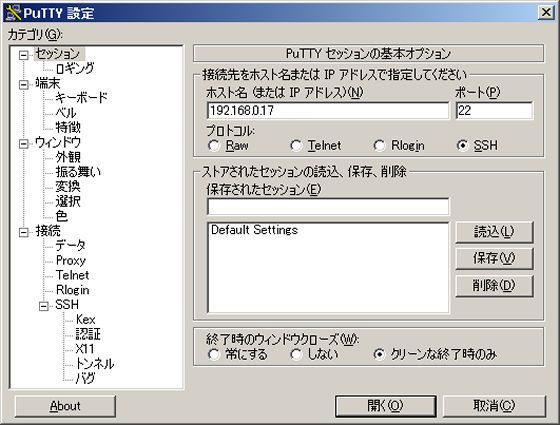 PuTTY 設定
カテゴリ(G):
セッション
ロギング
端末
キーボード
ベル
特徴
ウィンドウ
外観
振る舞い
変換
選択
色
接続
データ
Proxy
Telnet
Rlogin
SSH
Kex
認証
X11
トンネル
バグ
PuTTY セッションの基本オプション
接続先をホスト名または IP アドレスで指定してください
ホスト名 (または IP アドレス)(N) ポート(P)
192.168.0.17 22
プロトコル:
Raw Telnet Rlogin SSH
ストアされたセッションの読込、保存、削除
保存されたセッション(E)
Default Settings
読込(L)
保存(V)
削除(D)
終了時のウィンドウクローズ(W):
常にする しない クリーンな終了時のみ
About 開く(O) 取消(C)